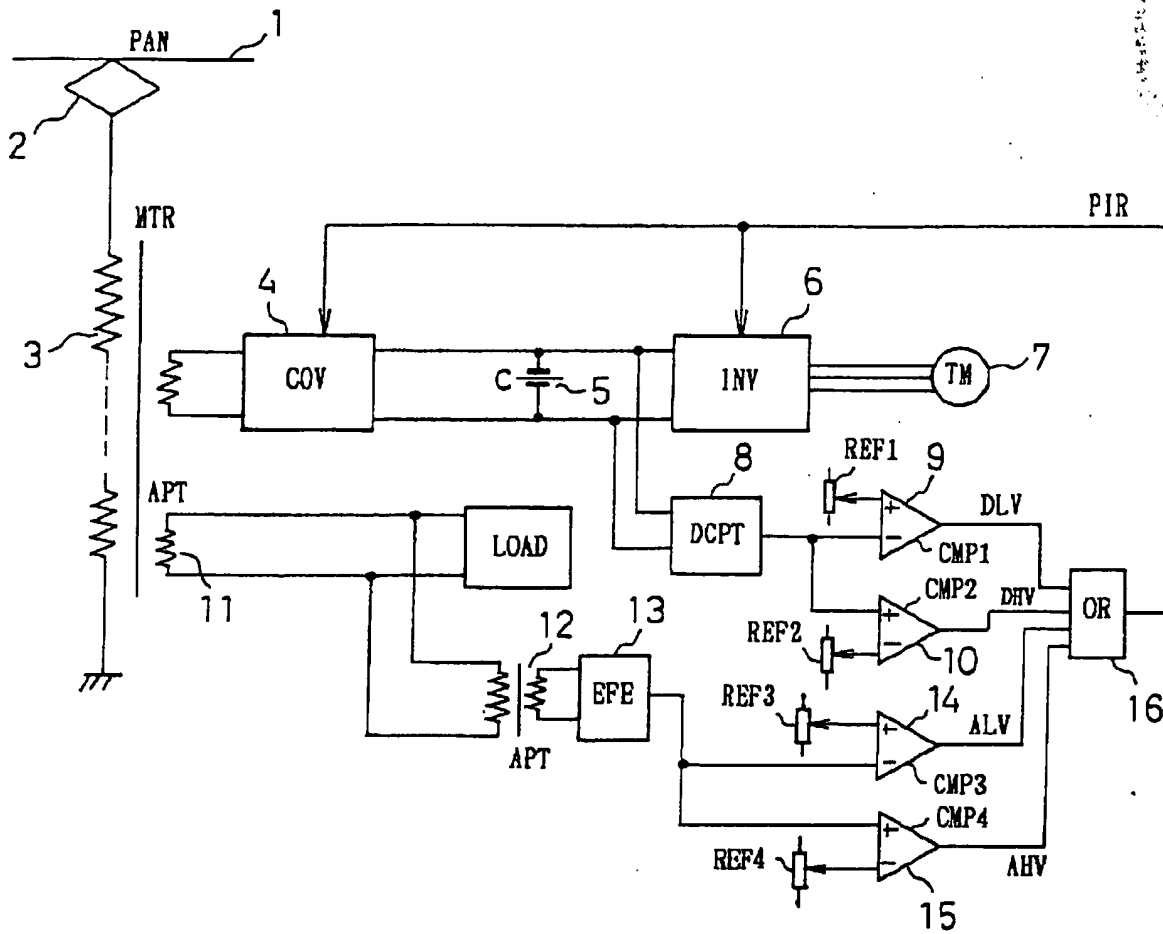 1
PAN
2
MTR
PIR
4
6
3
COV
C
5
INV
TM
7
8
REF1
9
DLV
APT
LOAD
DCPT
+
-
CMP1
11
CMP2
DHV
OR
12
13
REF2
+
-
10
EFE
REF3
14
16
+
ALV
APT
-
CMP3
CMP4
+
REF4
-
AHV
15